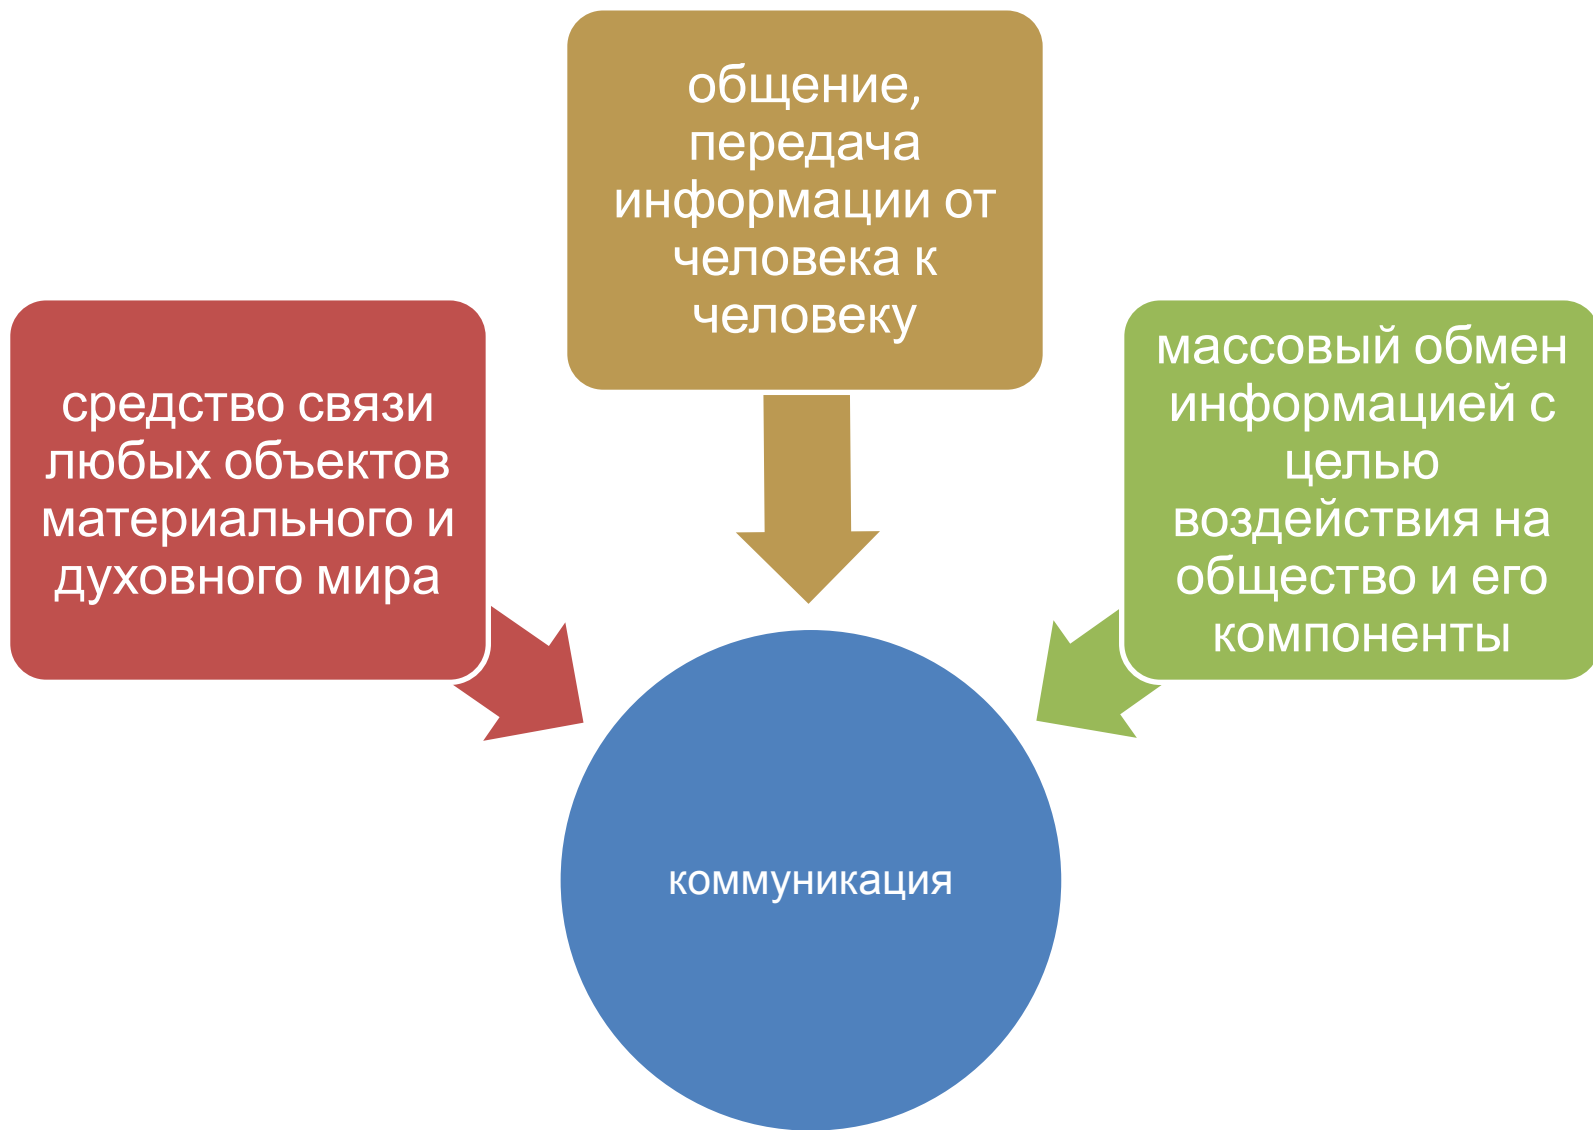 общение,
передача
информации от
человека к
человеку
средство связи
любых объектов
материального и
духовного мира
массовый обмен
информацией с
целью
воздействия на
общество и его
компоненты
коммуникация